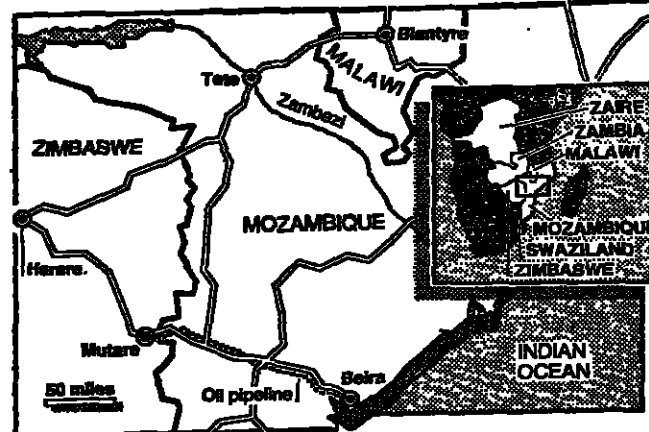 Blantyre
MALAWI
Tete
Zambezi
ZIMBABWE
ZAIRE
ZAMBIA
MALAWI
MOZAMBIQUE
MOZAMBIQU
SWAZILAND
ZIMBABWE
Harare
Mutare
INDIAN
OCEAN
50 miles
Oil pipeline
Beira